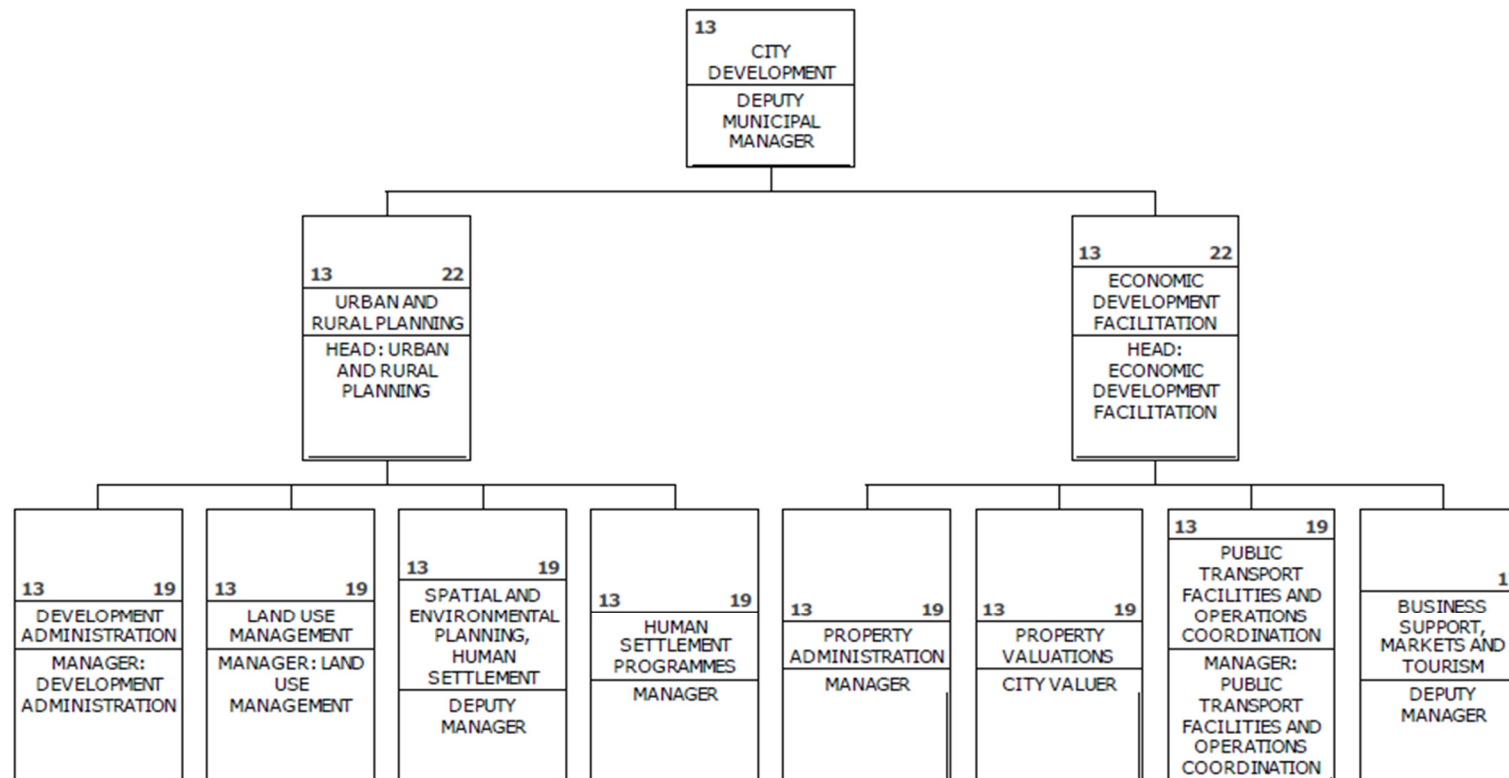 13
CITY
DEVELOPMENT
DEPUTY
MUNICIPAL
MANAGER
13 22
URBAN AND
RURAL PLANNING
HEAD: URBAN
AND RURAL
PLANNING
13 22
ECONOMIC
DEVELOPMENT
FACILITATION
HEAD:
ECONOMIC
DEVELOPMENT
FACILITATION
13 19
DEVELOPMENT
ADMINISTRATION
MANAGER:
DEVELOPMENT
ADMINISTRATION
13 19
LAND USE
MANAGEMENT
MANAGER: LAND
USE
MANAGEMENT
13 19
SPATIAL AND
ENVIRONMENTAL
PLANNING,
HUMAN
SETTLEMENT
DEPUTY
MANAGER
13 19
HUMAN
SETTLEMENT
PROGRAMMES
MANAGER
13 19
PROPERTY
ADMINISTRATION
MANAGER
13 19
PROPERTY
VALUATIONS
CITY VALUER
13 19
PUBLIC
TRANSPORT
FACILITIES AND
OPERATIONS
COORDINATION
MANAGER:
PUBLIC
TRANSPORT
FACILITIES AND
OPERATIONS
COORDINATION
BUSINESS
SUPPORT,
MARKETS AND
TOURISM
DEPUTY
MANAGER